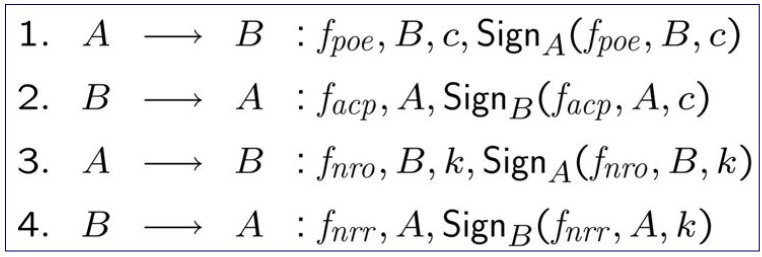 1. A ⟶ B : f_poe, B, c, Sign_A(f_poe, B, c)
2. B ⟶ A : f_acp, A, Sign_B(f_acp, A, c)
3. A ⟶ B : f_nro, B, k, Sign_A(f_nro, B, k)
4. B ⟶ A : f_nrr, A, Sign_B(f_nrr, A, k)